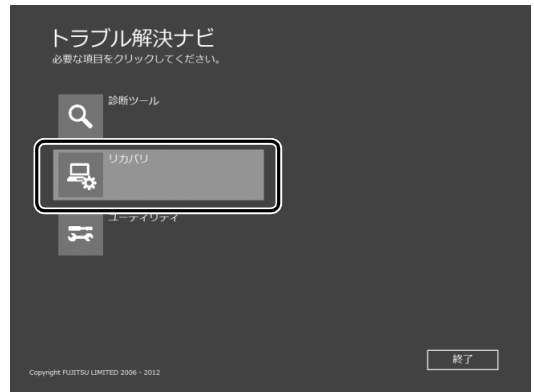 トラブル解決ナビ
必要な項目をクリックしてください。
診断ツール
リカバリ
ユーティリティ
終了
Copyright FUJITSU LIMITED 2006 - 2012